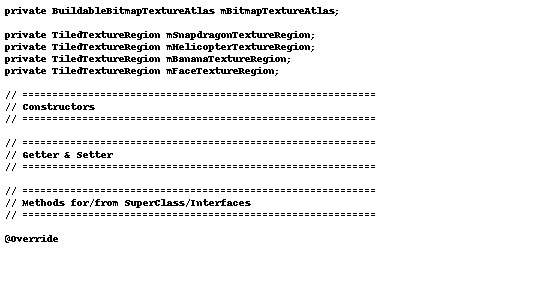 private BuildableBitmapTextureAtlas mBitmapTextureAtlas;
private TiledTextureRegion mSnapdragonTextureRegion;
private TiledTextureRegion mHelicopterTextureRegion;
private TiledTextureRegion mBananaTextureRegion;
private TiledTextureRegion mFaceTextureRegion;
// ===========================================================
// Constructors
// ===========================================================
// ===========================================================
// Getter & Setter
// ===========================================================
// ===========================================================
// Methods for/from SuperClass/Interfaces
// ===========================================================
@Override